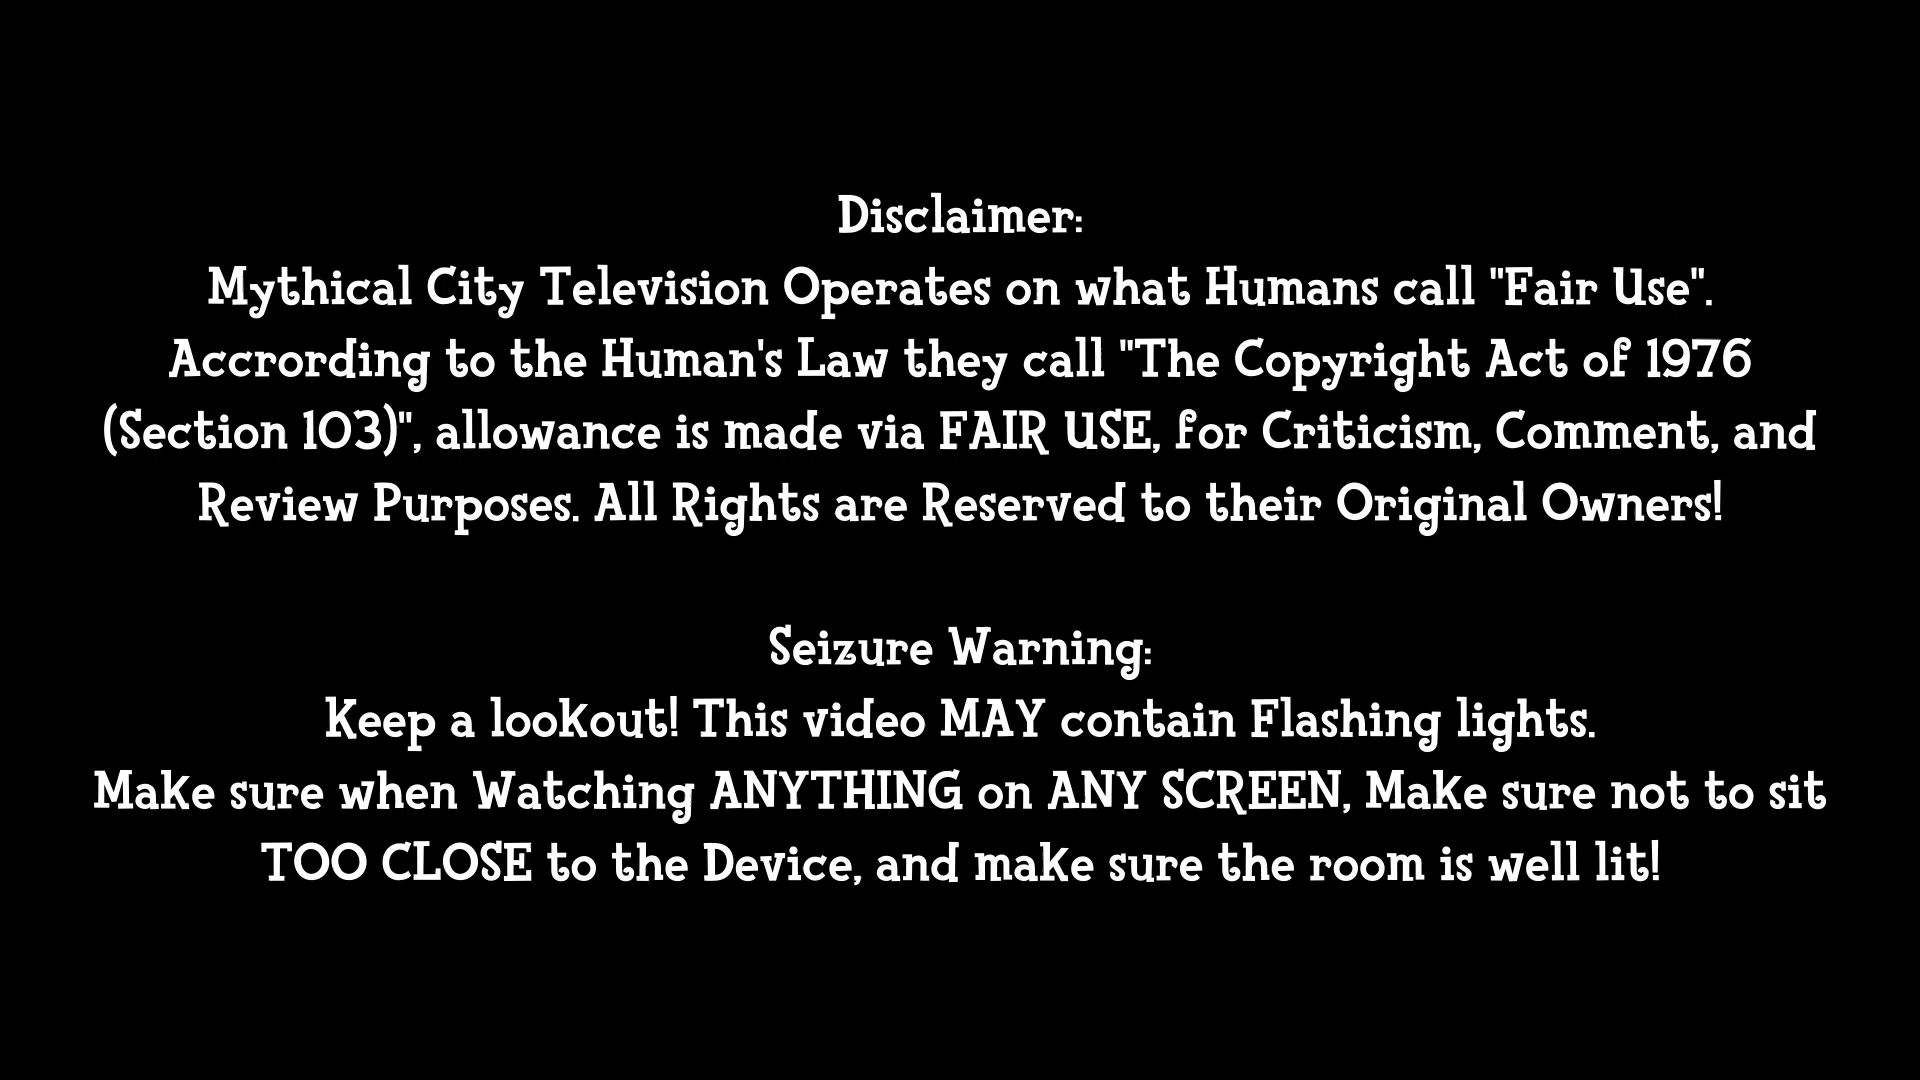 Disclaimer:
Mythical City Television Operates on what Humans call "Fair Use".
Accrording to the Human's Law they call "The Copyright Act of 1976
(Section 103)", allowance is made via FAIR USE, for Criticism, Comment, and
Review Purposes. All Rights are Reserved to their Original Owners!
Seizure Warning:
Keep a lookout! This video MAY contain Flashing lights.
Make sure when Watching ANYTHING on ANY SCREEN, Make sure not to sit
TOO CLOSE to the Device, and make sure the room is well lit!